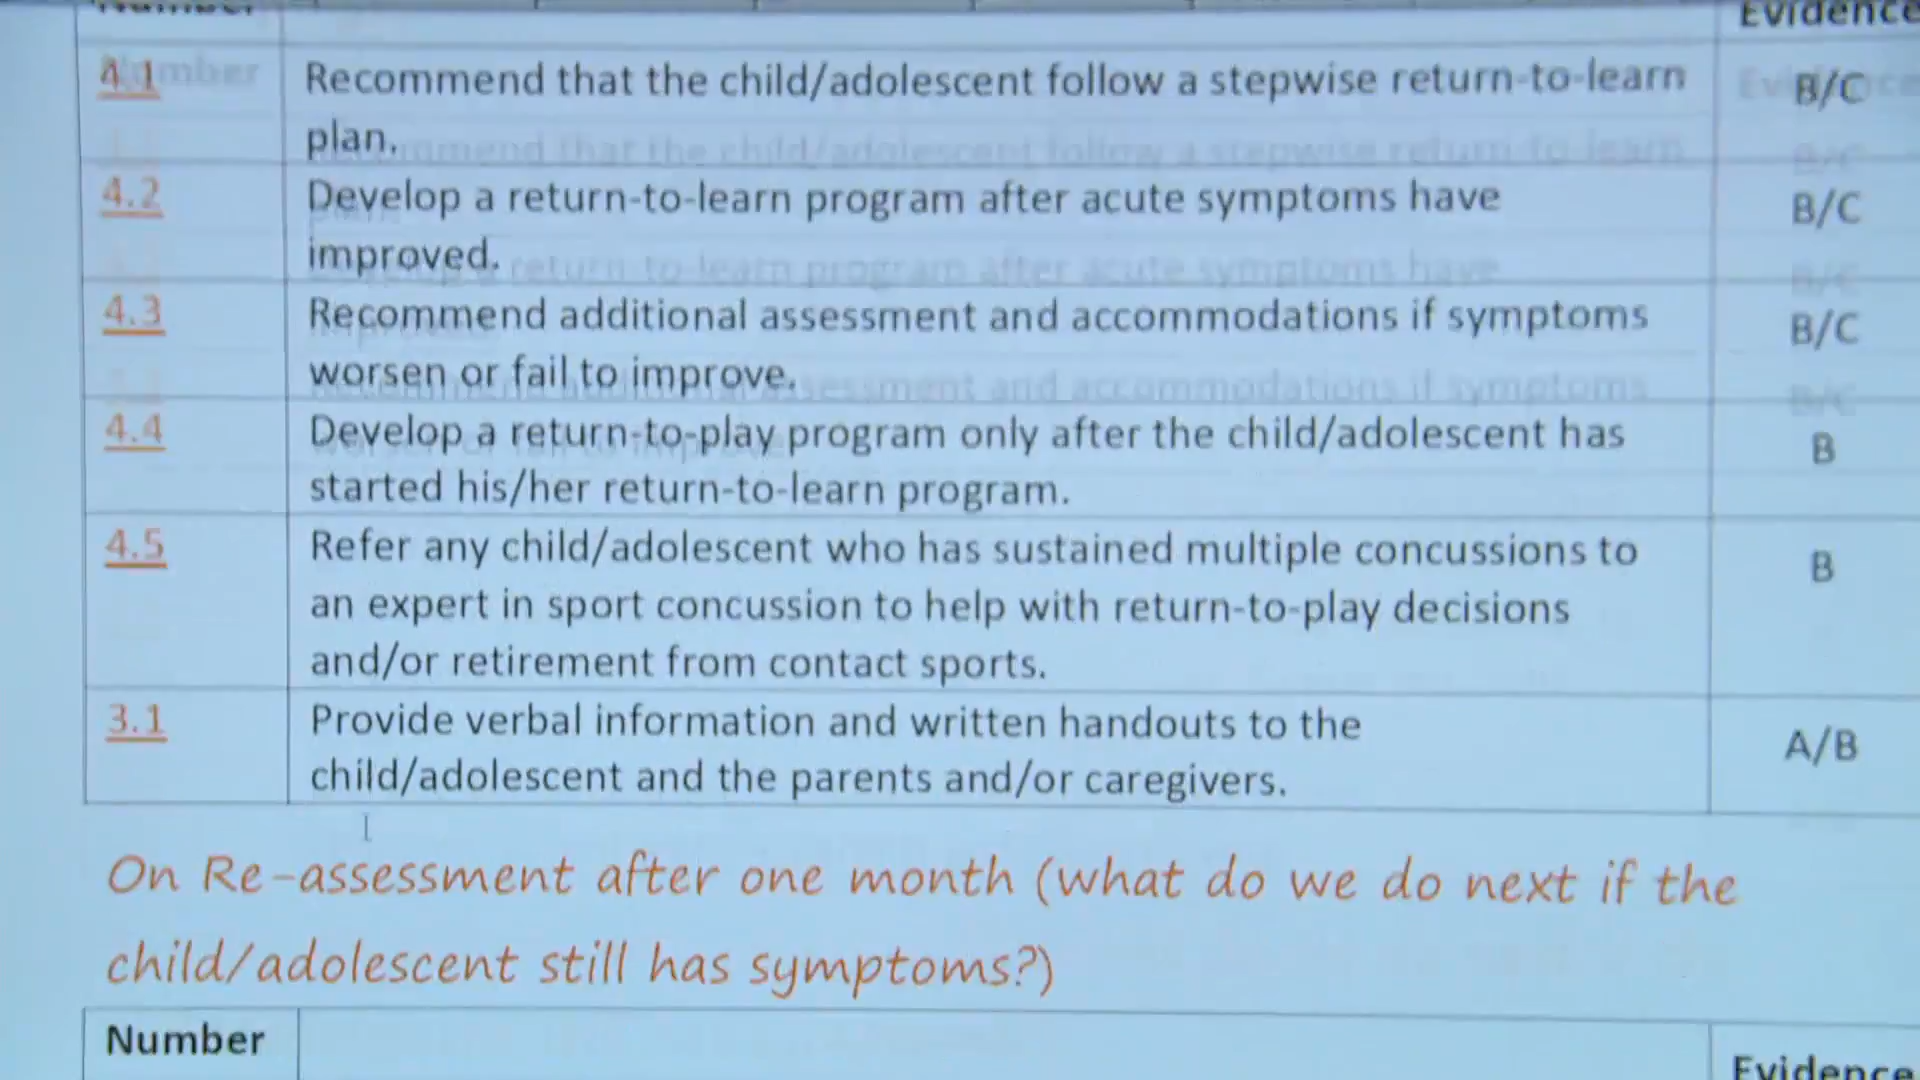 Number
Evidence
4.1 Recommend that the child/adolescent follow a stepwise return-to-learn B/C
plan.
4.2 Develop a return-to-learn program after acute symptoms have B/C
improved.
4.3 Recommend additional assessment and accommodations if symptoms B/C
worsen or fail to improve.
4.4 Develop a return-to-play program only after the child/adolescent has B
started his/her return-to-learn program.
4.5 Refer any child/adolescent who has sustained multiple concussions to B
an expert in sport concussion to help with return-to-play decisions
and/or retirement from contact sports.
3.1 Provide verbal information and written handouts to the A/B
child/adolescent and the parents and/or caregivers.
On Re-assessment after one month (what do we do next if the
child/adolescent still has symptoms?)
Number
Evidence